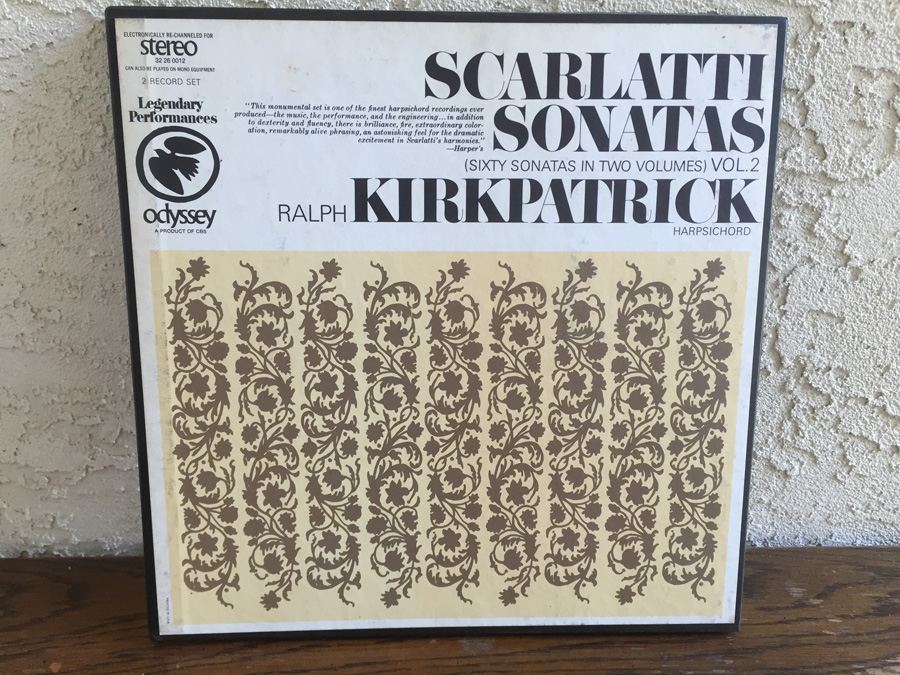 ELECTRONICALLY RE-CHANNELED FOR
stereo
32 26 0012
CAN ALSO BE PLAYED ON MONO EQUIPMENT
2 RECORD SET
Legendary
Performances
odyssey
A PRODUCT OF CBS
"This monumental set is one of the finest harpsichord recordings ever
produced—the music, the performance, and the engineering...in addition
to dexterity and fluency, there is brilliance, fire, extraordinary color-
ation, remarkably alive phrasing, an astonishing feel for the dramatic
excitement in Scarlatti's harmonies."
—Harper's
SCARLATTI
SONATAS
(SIXTY SONATAS IN TWO VOLUMES) VOL.2
RALPH KIRKPATRICK
HARPSICHORD